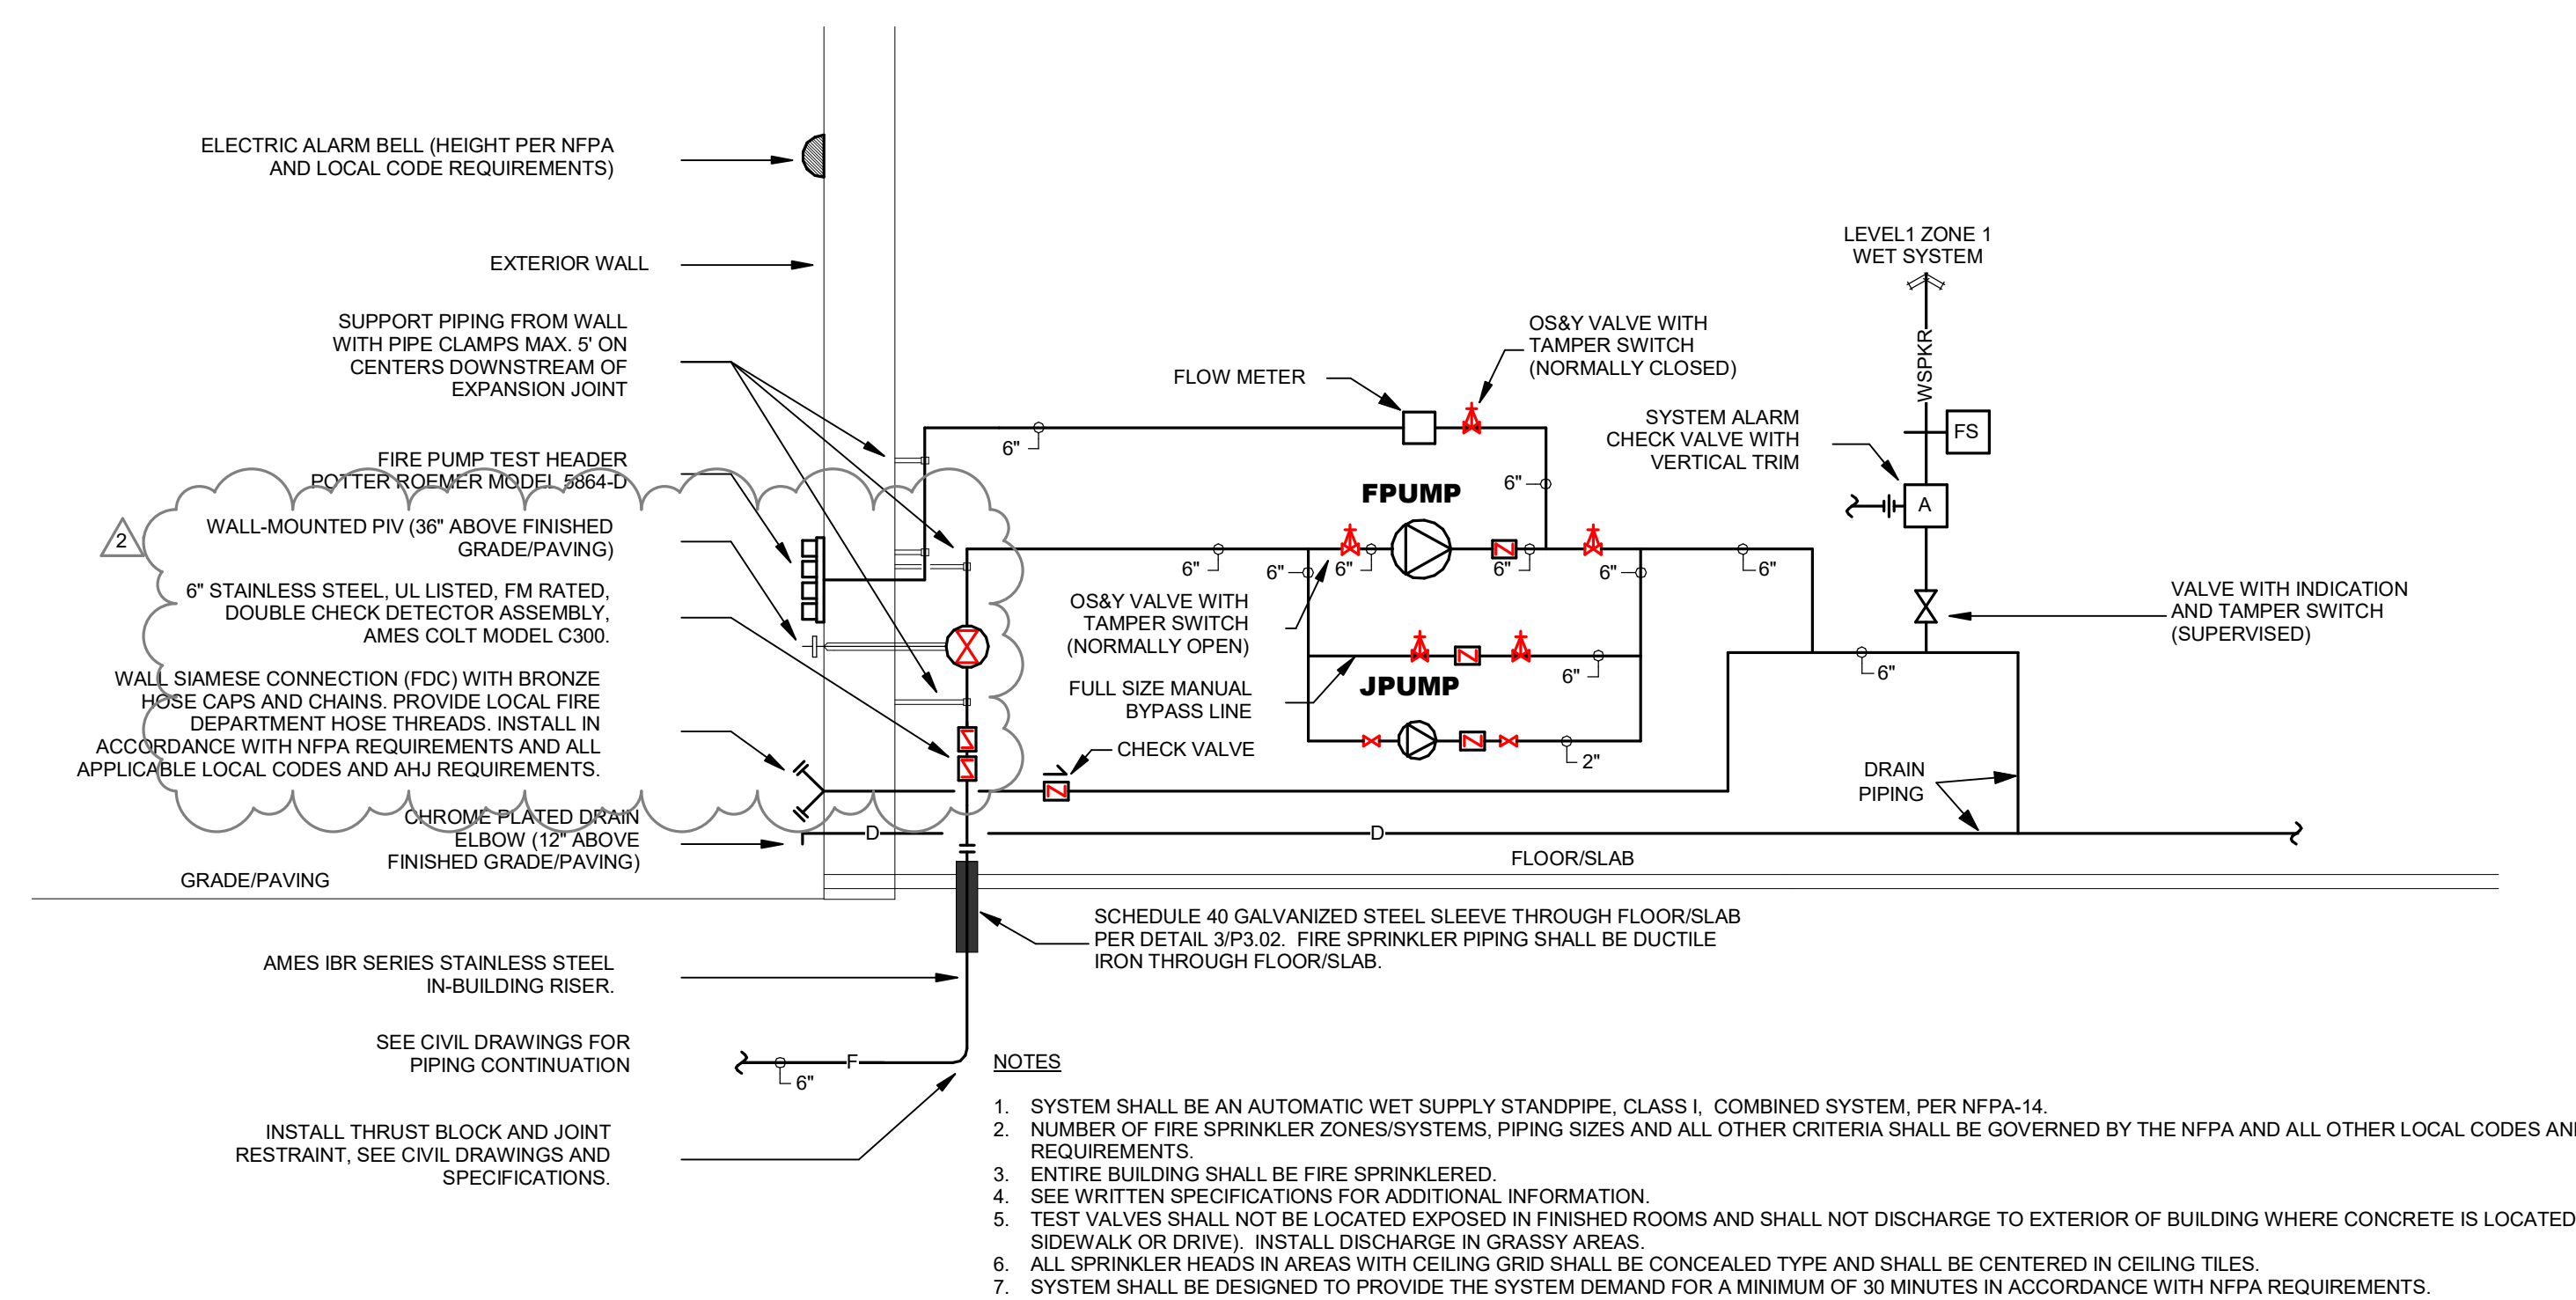 ELECTRIC ALARM BELL (HEIGHT PER NFPA
AND LOCAL CODE REQUIREMENTS)
EXTERIOR WALL
SUPPORT PIPING FROM WALL
WITH PIPE CLAMPS MAX. 5' ON
CENTERS DOWNSTREAM OF
EXPANSION JOINT
FIRE PUMP TEST HEADER
POTTER ROEMER MODEL 5864-D
2
WALL-MOUNTED PIV (36" ABOVE FINISHED
GRADE/PAVING)
6" STAINLESS STEEL, UL LISTED, FM RATED,
DOUBLE CHECK DETECTOR ASSEMBLY,
AMES COLT MODEL C300.
WALL SIAMESE CONNECTION (FDC) WITH BRONZE
HOSE CAPS AND CHAINS. PROVIDE LOCAL FIRE
DEPARTMENT HOSE THREADS. INSTALL IN
ACCORDANCE WITH NFPA REQUIREMENTS AND ALL
APPLICABLE LOCAL CODES AND AHJ REQUIREMENTS.
CHROME PLATED DRAIN
ELBOW (12" ABOVE
FINISHED GRADE/PAVING)
GRADE/PAVING
AMES IBR SERIES STAINLESS STEEL
IN-BUILDING RISER.
SEE CIVIL DRAWINGS FOR
PIPING CONTINUATION
INSTALL THRUST BLOCK AND JOINT
RESTRAINT, SEE CIVIL DRAWINGS AND
SPECIFICATIONS.
F
6"
D
D
FLOOR/SLAB
SCHEDULE 40 GALVANIZED STEEL SLEEVE THROUGH FLOOR/SLAB
PER DETAIL 3/P3.02. FIRE SPRINKLER PIPING SHALL BE DUCTILE
IRON THROUGH FLOOR/SLAB.
FLOW METER
OS&Y VALVE WITH
TAMPER SWITCH
(NORMALLY CLOSED)
6"
6"
FPUMP
6"
6"
6"
6"
6"
6"
OS&Y VALVE WITH
TAMPER SWITCH
(NORMALLY OPEN)
6"
FULL SIZE MANUAL
BYPASS LINE
JPUMP
CHECK VALVE
2"
LEVEL1 ZONE 1
WET SYSTEM
WSPKR
FS
SYSTEM ALARM
CHECK VALVE WITH
VERTICAL TRIM
A
VALVE WITH INDICATION
AND TAMPER SWITCH
(SUPERVISED)
6"
DRAIN
PIPING
NOTES
1. SYSTEM SHALL BE AN AUTOMATIC WET SUPPLY STANDPIPE, CLASS I, COMBINED SYSTEM, PER NFPA-14.
2. NUMBER OF FIRE SPRINKLER ZONES/SYSTEMS, PIPING SIZES AND ALL OTHER CRITERIA SHALL BE GOVERNED BY THE NFPA AND ALL OTHER LOCAL CODES AN
REQUIREMENTS.
3. ENTIRE BUILDING SHALL BE FIRE SPRINKLERED.
4. SEE WRITTEN SPECIFICATIONS FOR ADDITIONAL INFORMATION.
5. TEST VALVES SHALL NOT BE LOCATED EXPOSED IN FINISHED ROOMS AND SHALL NOT DISCHARGE TO EXTERIOR OF BUILDING WHERE CONCRETE IS LOCATED
SIDEWALK OR DRIVE). INSTALL DISCHARGE IN GRASSY AREAS.
6. ALL SPRINKLER HEADS IN AREAS WITH CEILING GRID SHALL BE CONCEALED TYPE AND SHALL BE CENTERED IN CEILING TILES.
7. SYSTEM SHALL BE DESIGNED TO PROVIDE THE SYSTEM DEMAND FOR A MINIMUM OF 30 MINUTES IN ACCORDANCE WITH NFPA REQUIREMENTS.